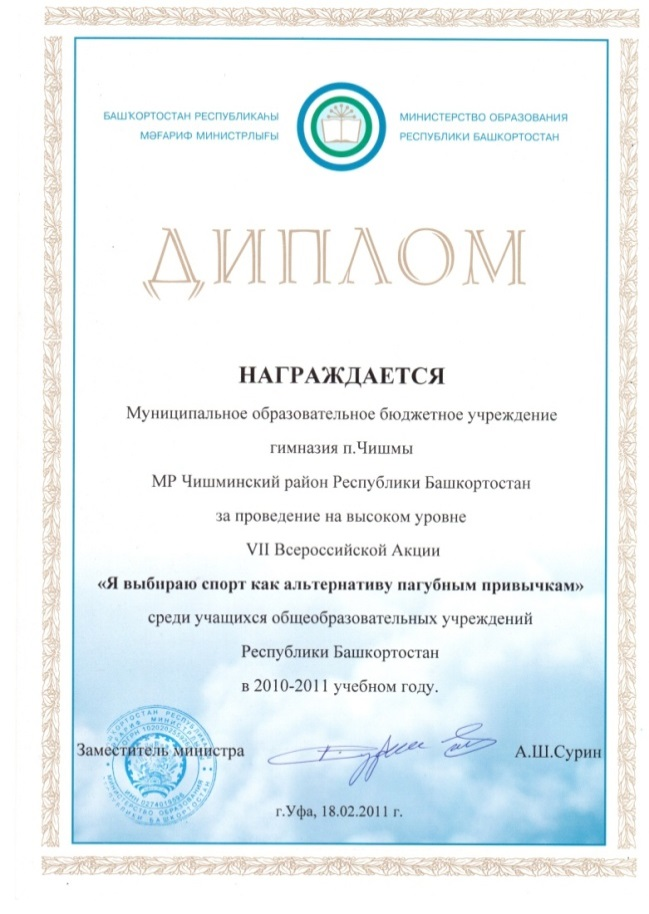 БАШҠОРТОСТАН РЕСПУБЛИКАҺЫ
МӘҒАРИФ МИНИСТРЛЫҒЫ
МИНИСТЕРСТВО ОБРАЗОВАНИЯ
РЕСПУБЛИКИ БАШКОРТОСТАН
ДИПЛОМ
НАГРАЖДАЕТСЯ
Муниципальное образовательное бюджетное учреждение
гимназия п.Чишмы
МР Чишминский район Республики Башкортостан
за проведение на высоком уровне
VII Всероссийской Акции
«Я выбираю спорт как альтернативу пагубным привычкам»
среди учащихся общеобразовательных учреждений
Республики Башкортостан
в 2010-2011 учебном году.
Заместитель министра А.Ш.Сурин
г.Уфа, 18.02.2011 г.